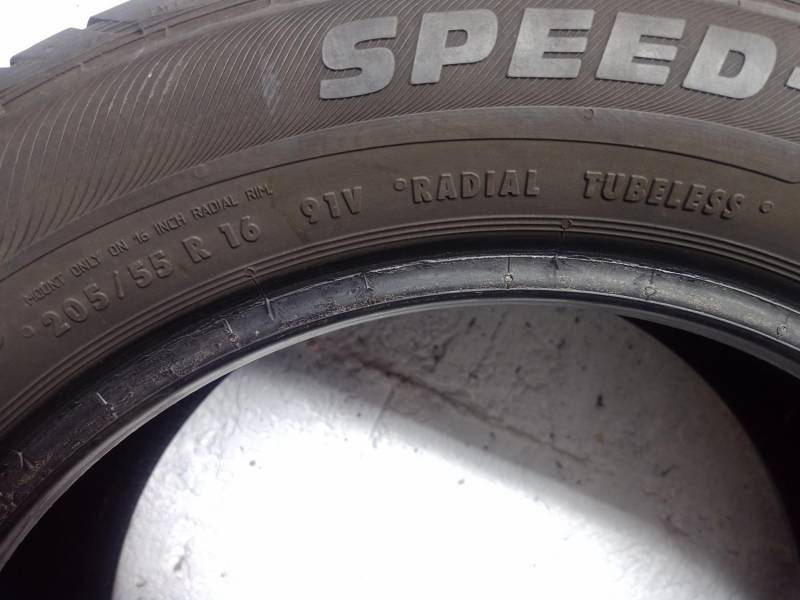 SPEED-
MOUNT ONLY ON 16 INCH RADIAL RIM
205/55 R 16 91V °RADIAL TUBELESS •